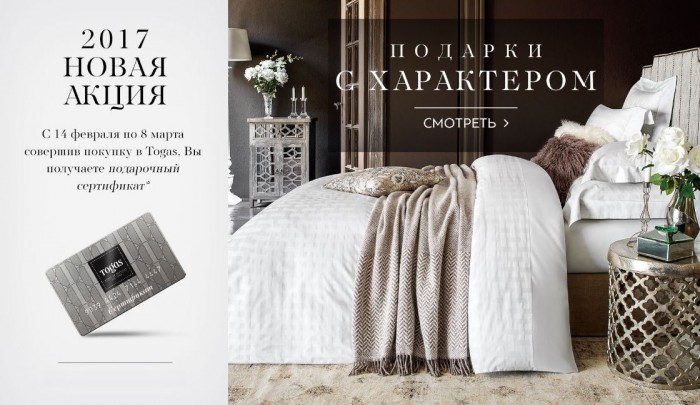 2017
НОВАЯ
АКЦИЯ
С 14 февраля по 8 марта
совершив покупку в Togas, Вы
получаете подарочный
сертификат*
Togas
Сертификат
ПОДАРКИ
С ХАРАКТЕРОМ
СМОТРЕТЬ >